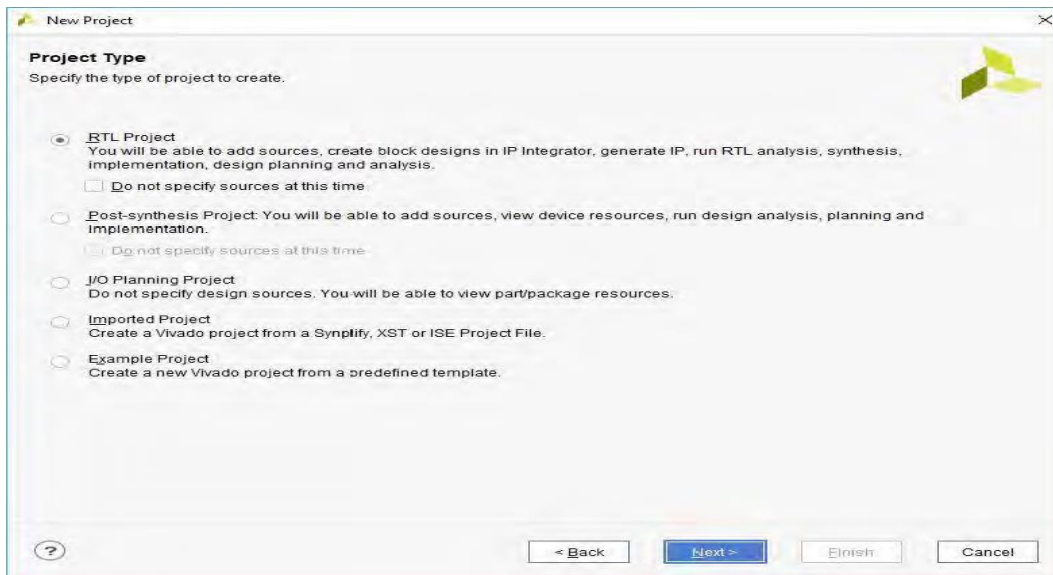 New Project
Project Type
Specify the type of project to create.
RTL Project
You will be able to add sources, create block designs in IP Integrator, generate IP, run RTL analysis, synthesis,
implementation, design planning and analysis.
Do not specify sources at this time
Post-synthesis Project: You will be able to add sources, view device resources, run design analysis, planning and
implementation.
Do not specify sources at this time
I/O Planning Project
Do not specify design sources. You will be able to view part/package resources.
Imported Project
Create a Vivado project from a Synplify, XST or ISE Project File.
Example Project
Create a new Vivado project from a predefined template.
?
< Back
Next >
Finish
Cancel